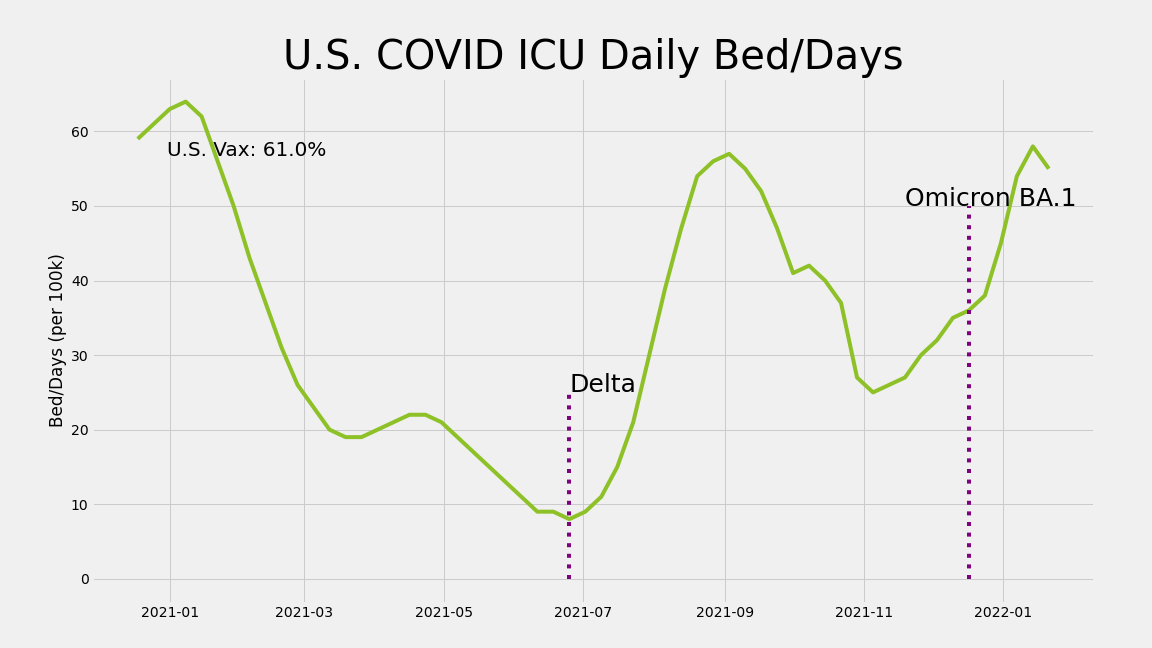 U.S. COVID ICU Daily Bed/Days
60
U.S. Vax: 61.0%
Omicron BA.1
50
40
Bed/Days (per 100k)
30
Delta
20
10
0
2021-01 2021-03 2021-05 2021-07 2021-09 2021-11 2022-01